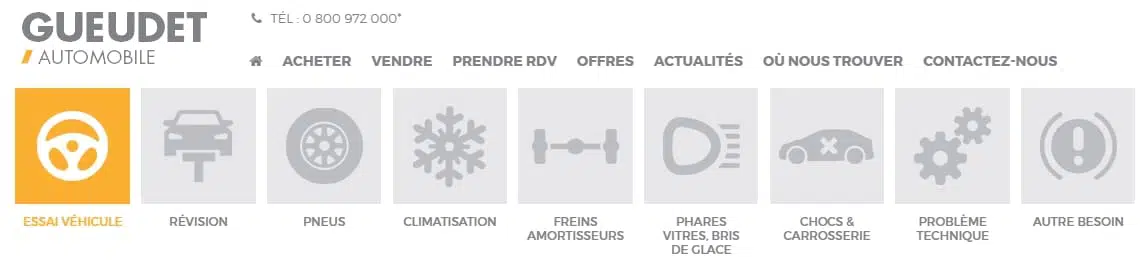 GUEUDET
AUTOMOBILE
TÉL : 0 800 972 000*
ACHETER VENDRE PRENDRE RDV OFFRES ACTUALITÉS OÙ NOUS TROUVER CONTACTEZ-NOUS
ESSAI VÉHICULE
RÉVISION
PNEUS
CLIMATISATION
FREINS
AMORTISSEURS
PHARES
VITRES, BRIS
DE GLACE
CHOCS &
CARROSSERIE
PROBLÈME
TECHNIQUE
AUTRE BESOIN